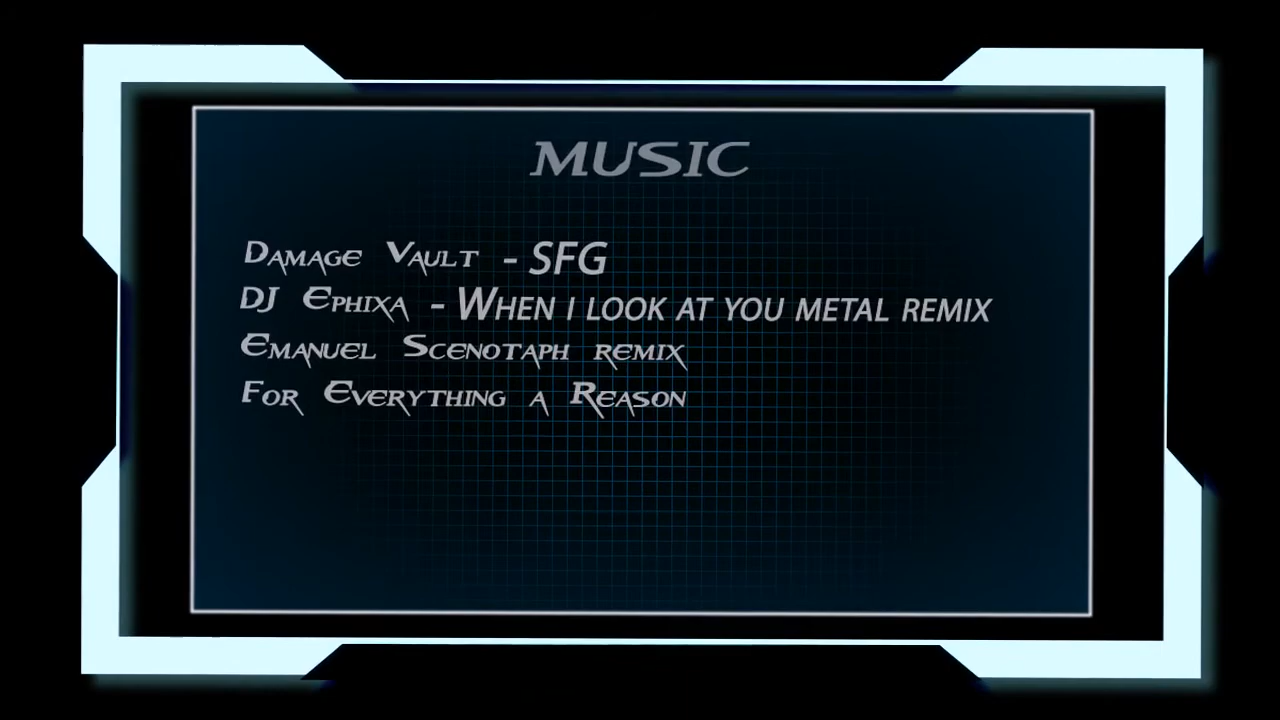 MUSIC
Damage Vault - SFG
DJ Ephixa - When I look at you metal remix
Emanuel Scenotaph remix
For Everything a Reason